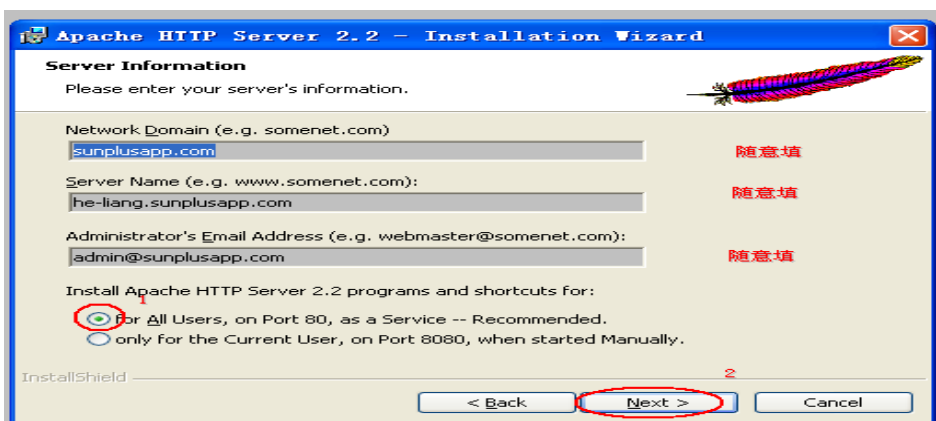 Apache HTTP Server 2.2 - Installation Wizard
Server Information
Please enter your server's information.
Network Domain (e.g. somenet.com)
sunplusapp.com
随意填
Server Name (e.g. www.somenet.com):
he-liang.sunplusapp.com
随意填
Administrator's Email Address (e.g. webmaster@somenet.com):
admin@sunplusapp.com
随意填
Install Apache HTTP Server 2.2 programs and shortcuts for:
1
for All Users, on Port 80, as a Service -- Recommended.
only for the Current User, on Port 8080, when started Manually.
InstallShield
2
< Back Next > Cancel